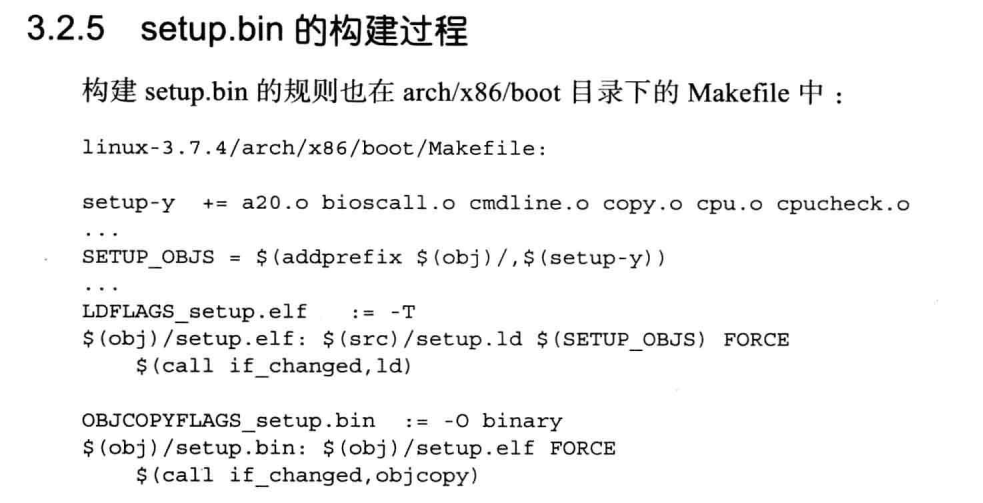 3.2.5 setup.bin 的构建过程
构建 setup.bin 的规则也在 arch/x86/boot 目录下的 Makefile 中：
linux-3.7.4/arch/x86/boot/Makefile:
setup-y  += a20.o bioscall.o cmdline.o copy.o cpu.o cpucheck.o
...
SETUP_OBJS = $(addprefix $(obj)/,$(setup-y))
...
LDFLAGS_setup.elf   := -T
$(obj)/setup.elf: $(src)/setup.ld $(SETUP_OBJS) FORCE
    $(call if_changed,ld)
OBJCOPYFLAGS_setup.bin  := -O binary
$(obj)/setup.bin: $(obj)/setup.elf FORCE
    $(call if_changed,objcopy)